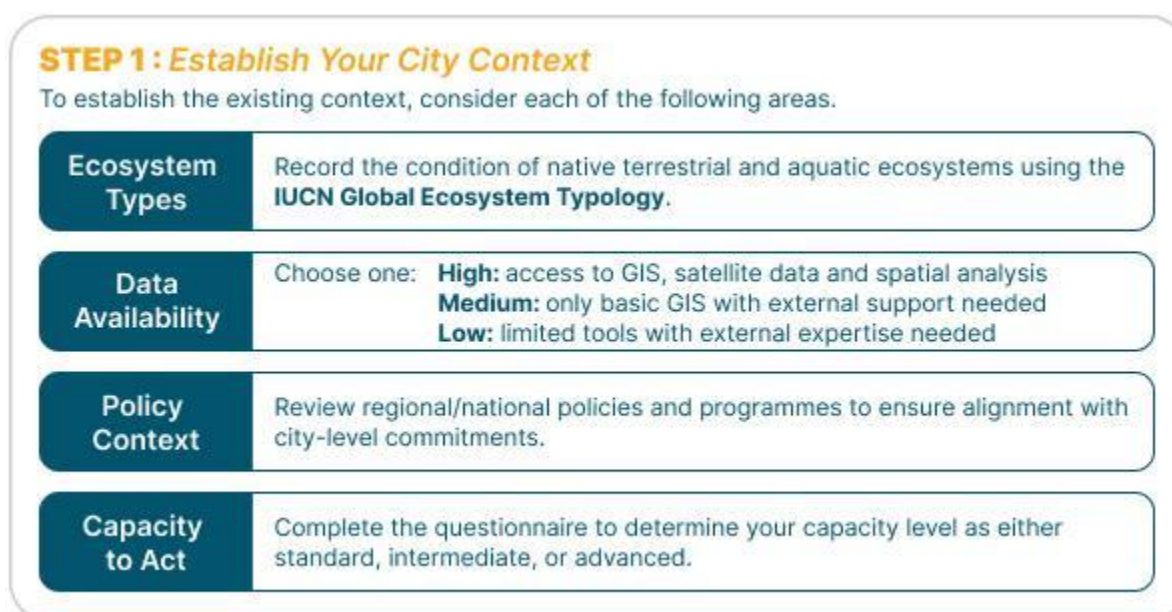 STEP 1: Establish Your City Context
To establish the existing context, consider each of the following areas.
Ecosystem
Types
Record the condition of native terrestrial and aquatic ecosystems using the
IUCN Global Ecosystem Typology.
Data
Availability
Choose one: High: access to GIS, satellite data and spatial analysis
Medium: only basic GIS with external support needed
Low: limited tools with external expertise needed
Policy
Context
Review regional/national policies and programmes to ensure alignment with
city-level commitments.
Capacity
to Act
Complete the questionnaire to determine your capacity level as either
standard, intermediate, or advanced.